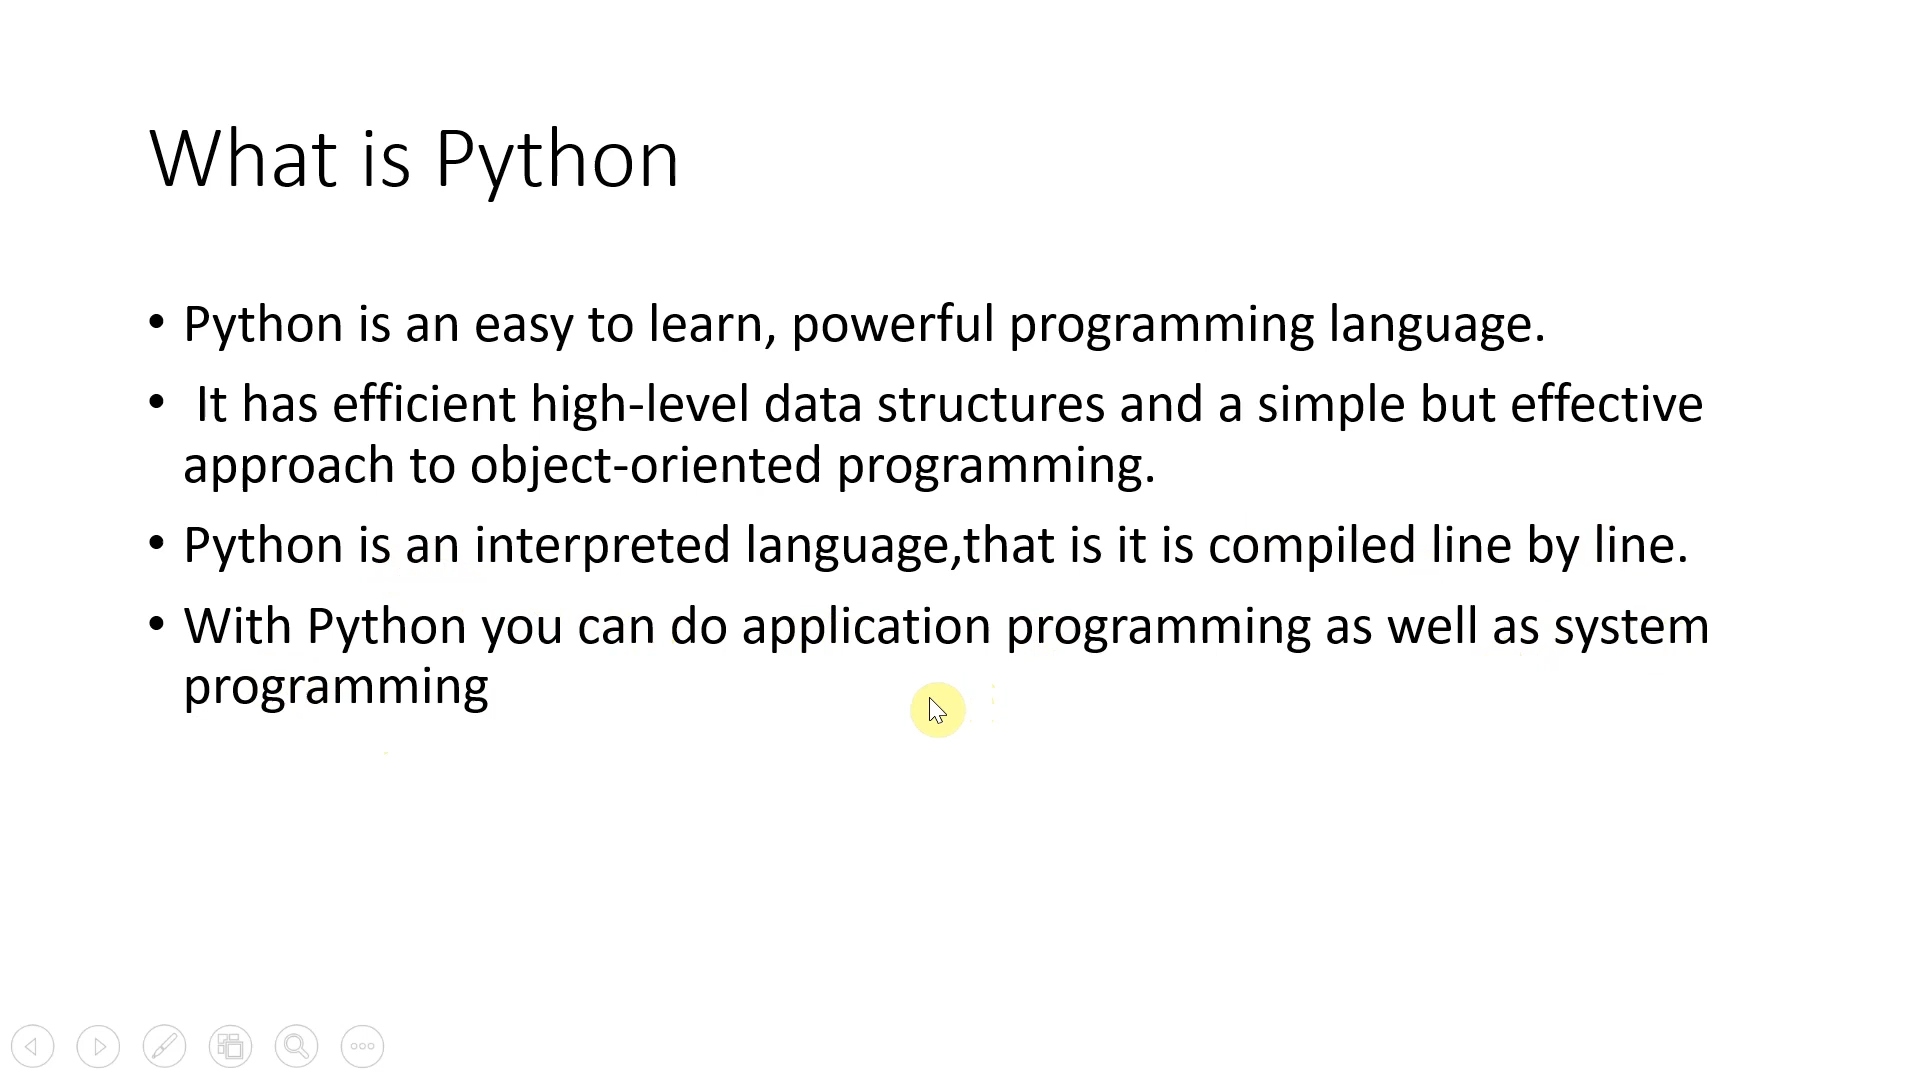 What is Python
• Python is an easy to learn, powerful programming language.
• It has efficient high-level data structures and a simple but effective
approach to object-oriented programming.
• Python is an interpreted language,that is it is compiled line by line.
• With Python you can do application programming as well as system
programming